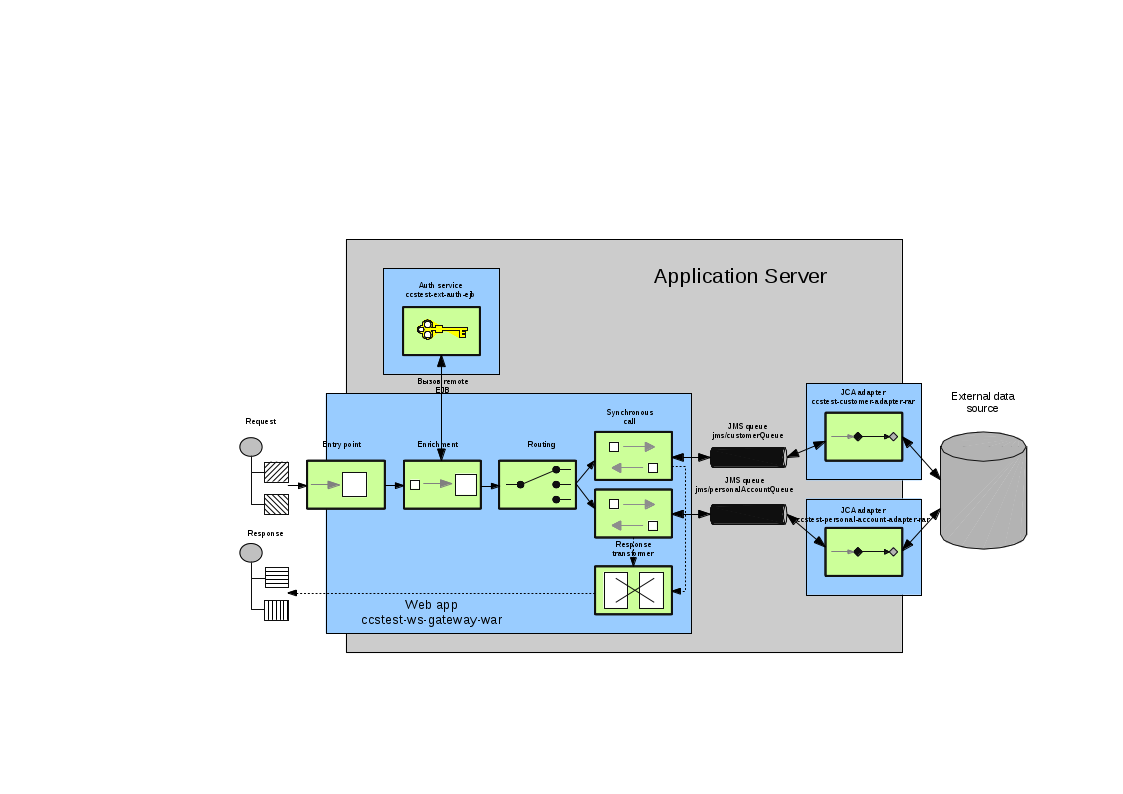 Application Server
Auth service
ccstest-ext-auth-ejb
Вызов remote
EJB
JCA adapter
ccstest-customer-adapter-rar
External data
source
Synchronous
call
Request
JMS queue
jms/customerQueue
Entry point
Enrichment
Routing
JMS queue
jms/personalAccountQueue
JCA adapter
ccstest-personal-account-adapter-rar
Response
Response
transformer
Web app
ccstest-ws-gateway-war